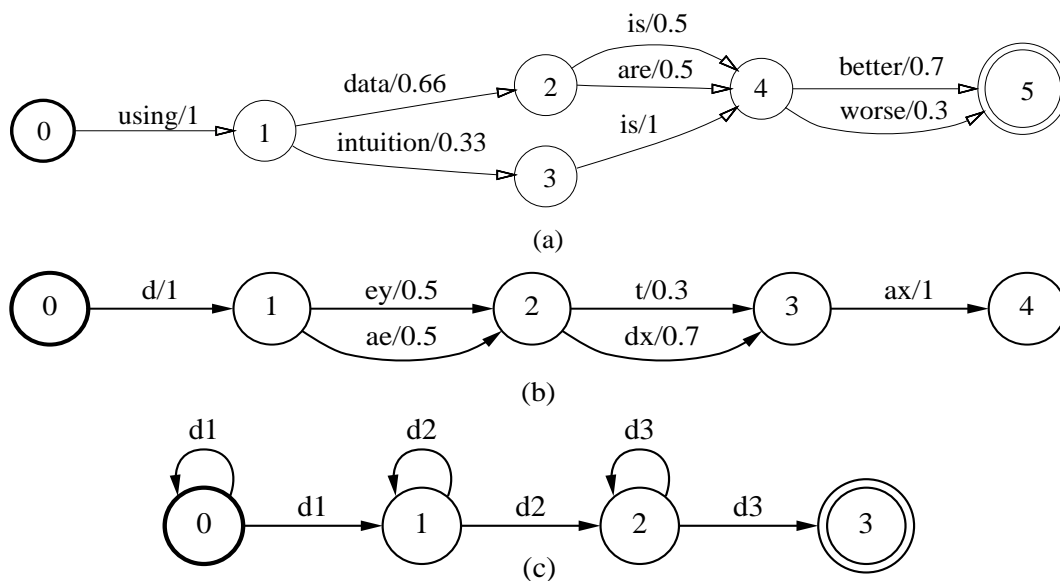 is/0.5
data/0.66
are/0.5
better/0.7
using/1
0
1
2
4
5
intuition/0.33
is/1
worse/0.3
3
(a)
d/1
ey/0.5
t/0.3
ax/1
0
1
2
3
4
ae/0.5
dx/0.7
(b)
d1
d2
d3
0
d1
1
d2
2
d3
3
(c)